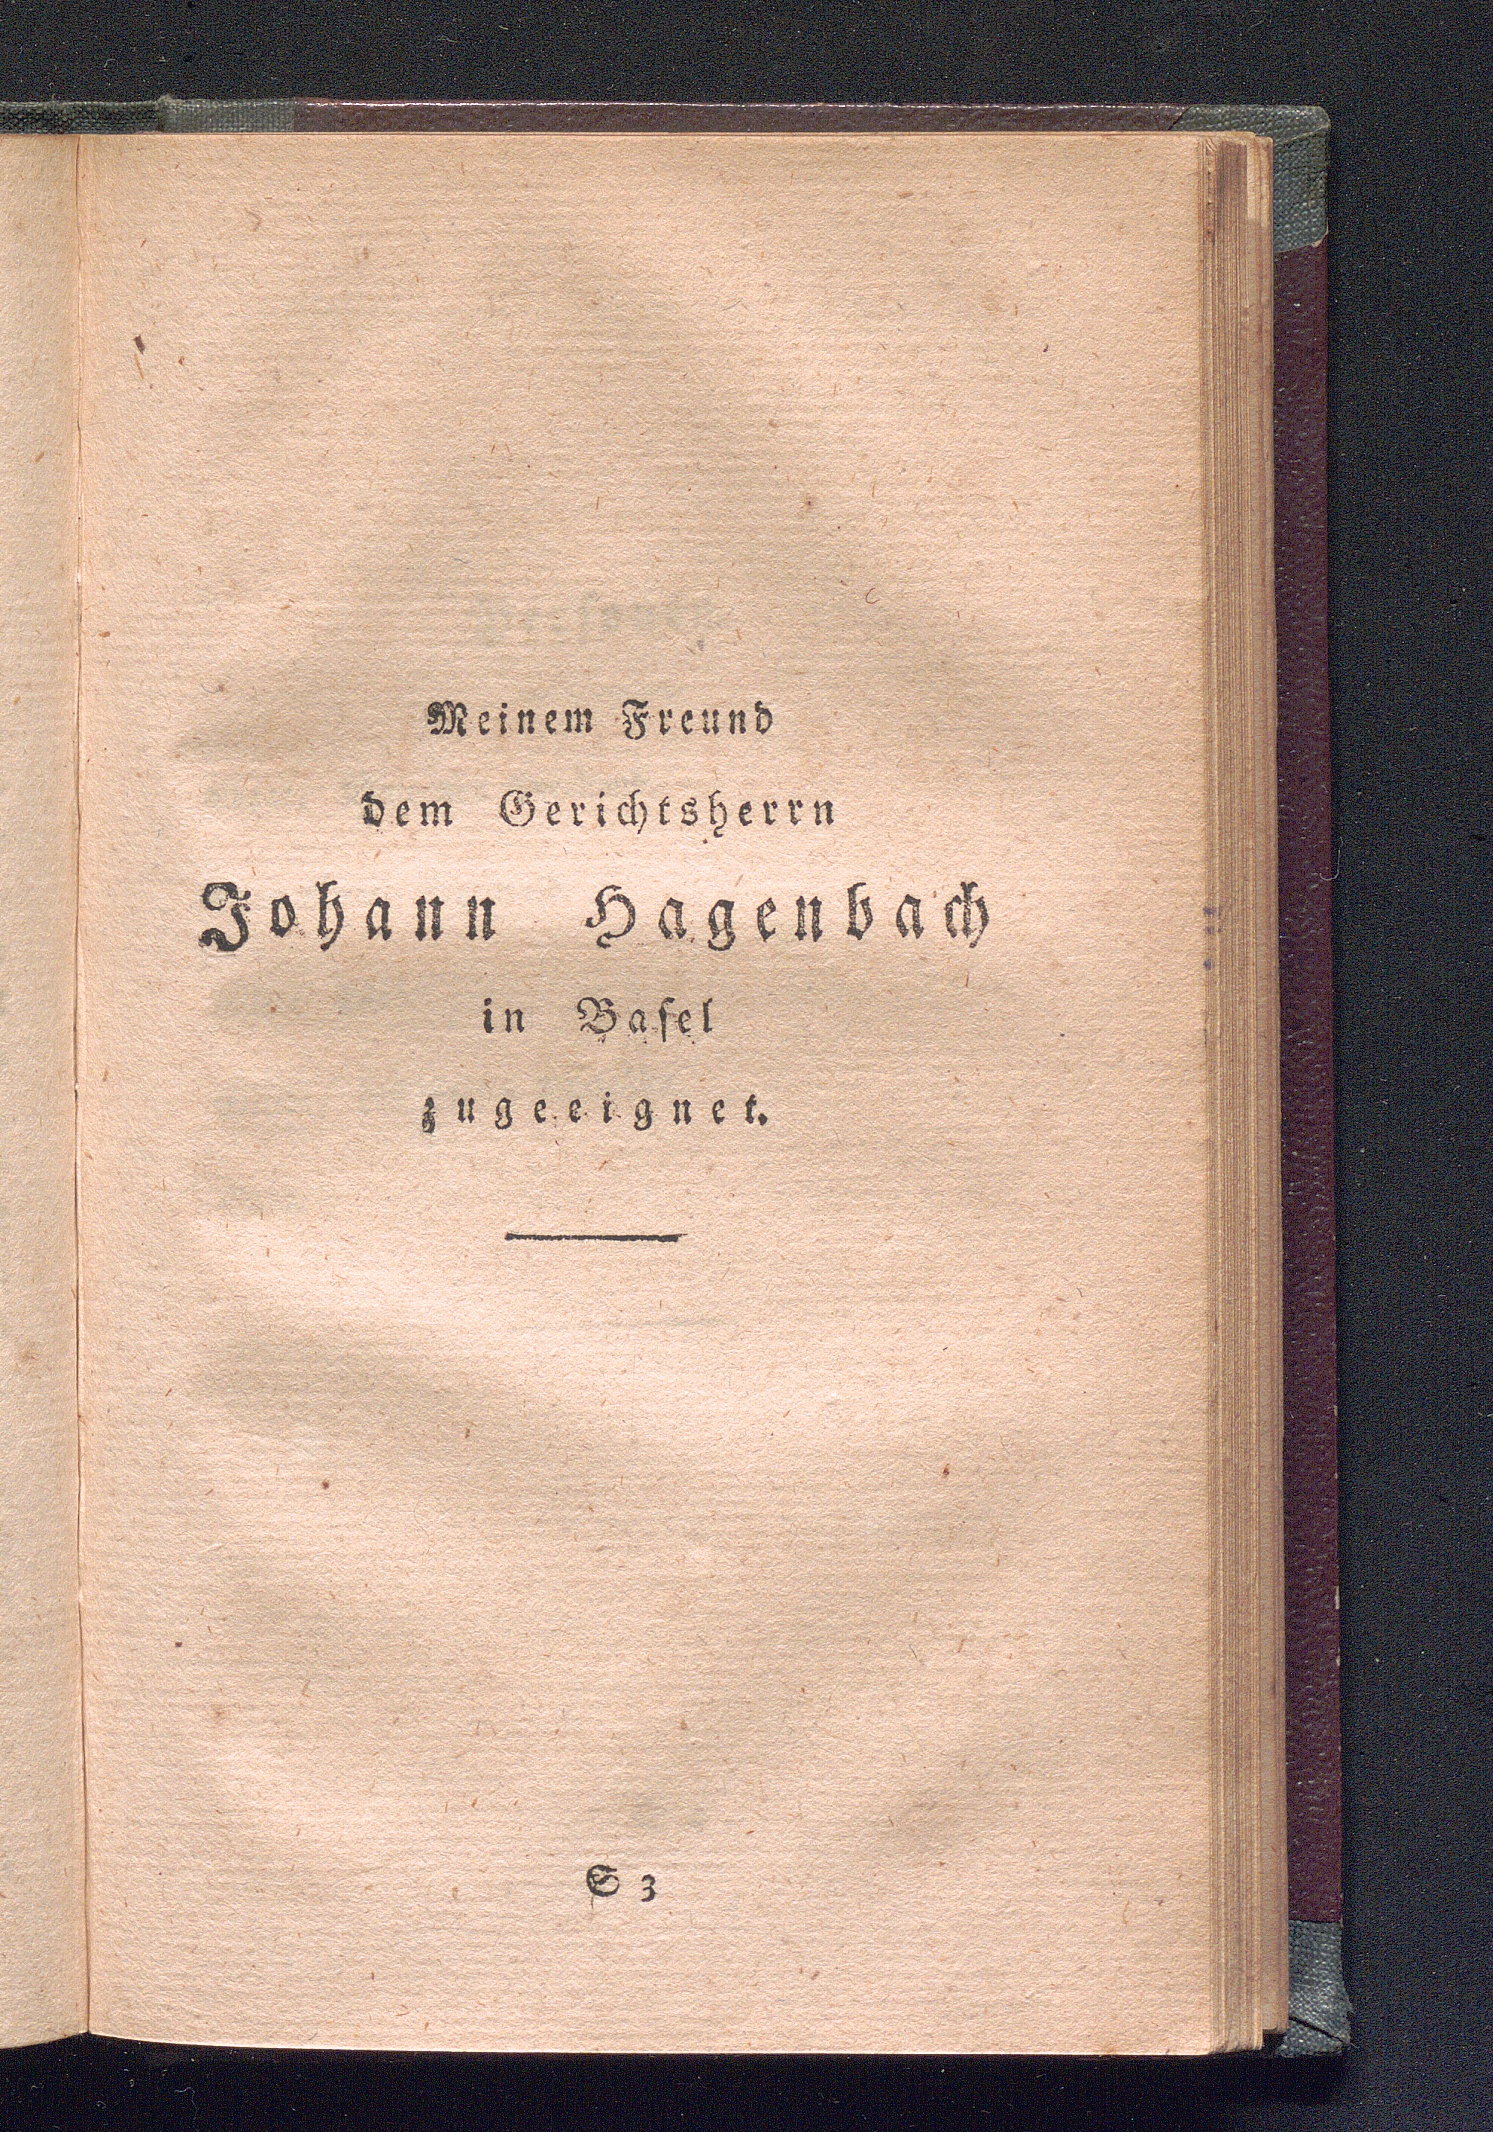 Meinem Freund
dem Gerichtsherrn
Johann Hagenbach
in Baſel
zugeeignet.
S 3